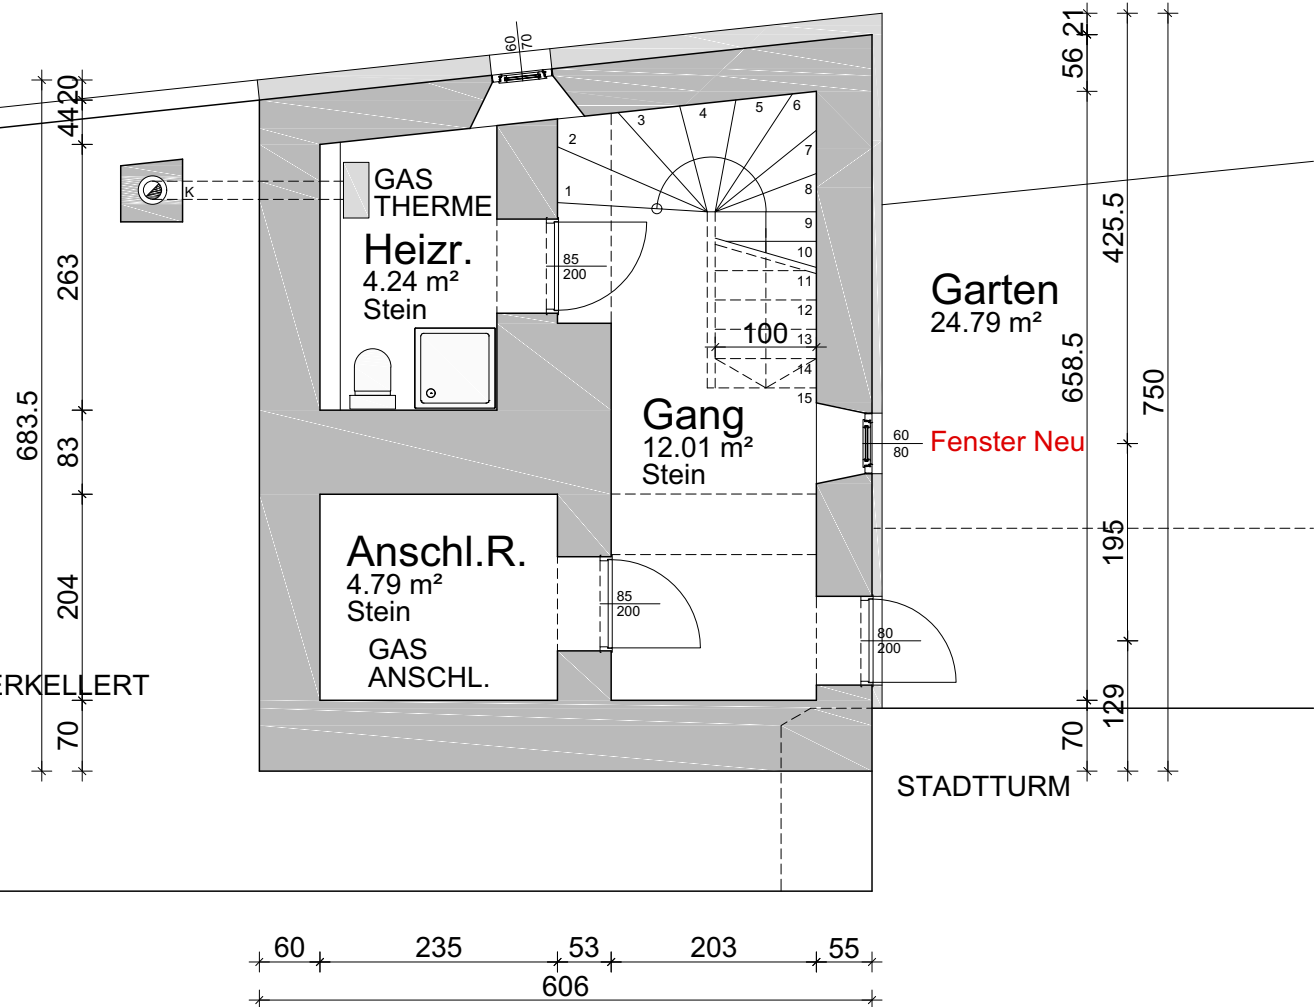 60
70
21
56
20
44
263
683.5
83
204
70
K
GAS
THERME
Heizr.
4.24 m²
Stein
85
200
1
2
3
4
5
6
7
8
9
10
11
12
13
14
15
100
Gang
12.01 m²
Stein
Garten
24.79 m²
60
80
Fenster Neu
425.5
658.5
750
195
129
70
Anschl.R.
4.79 m²
Stein
GAS
ANSCHL.
85
200
80
200
ERKELLERT
STADTTURM
60
235
53
203
55
606